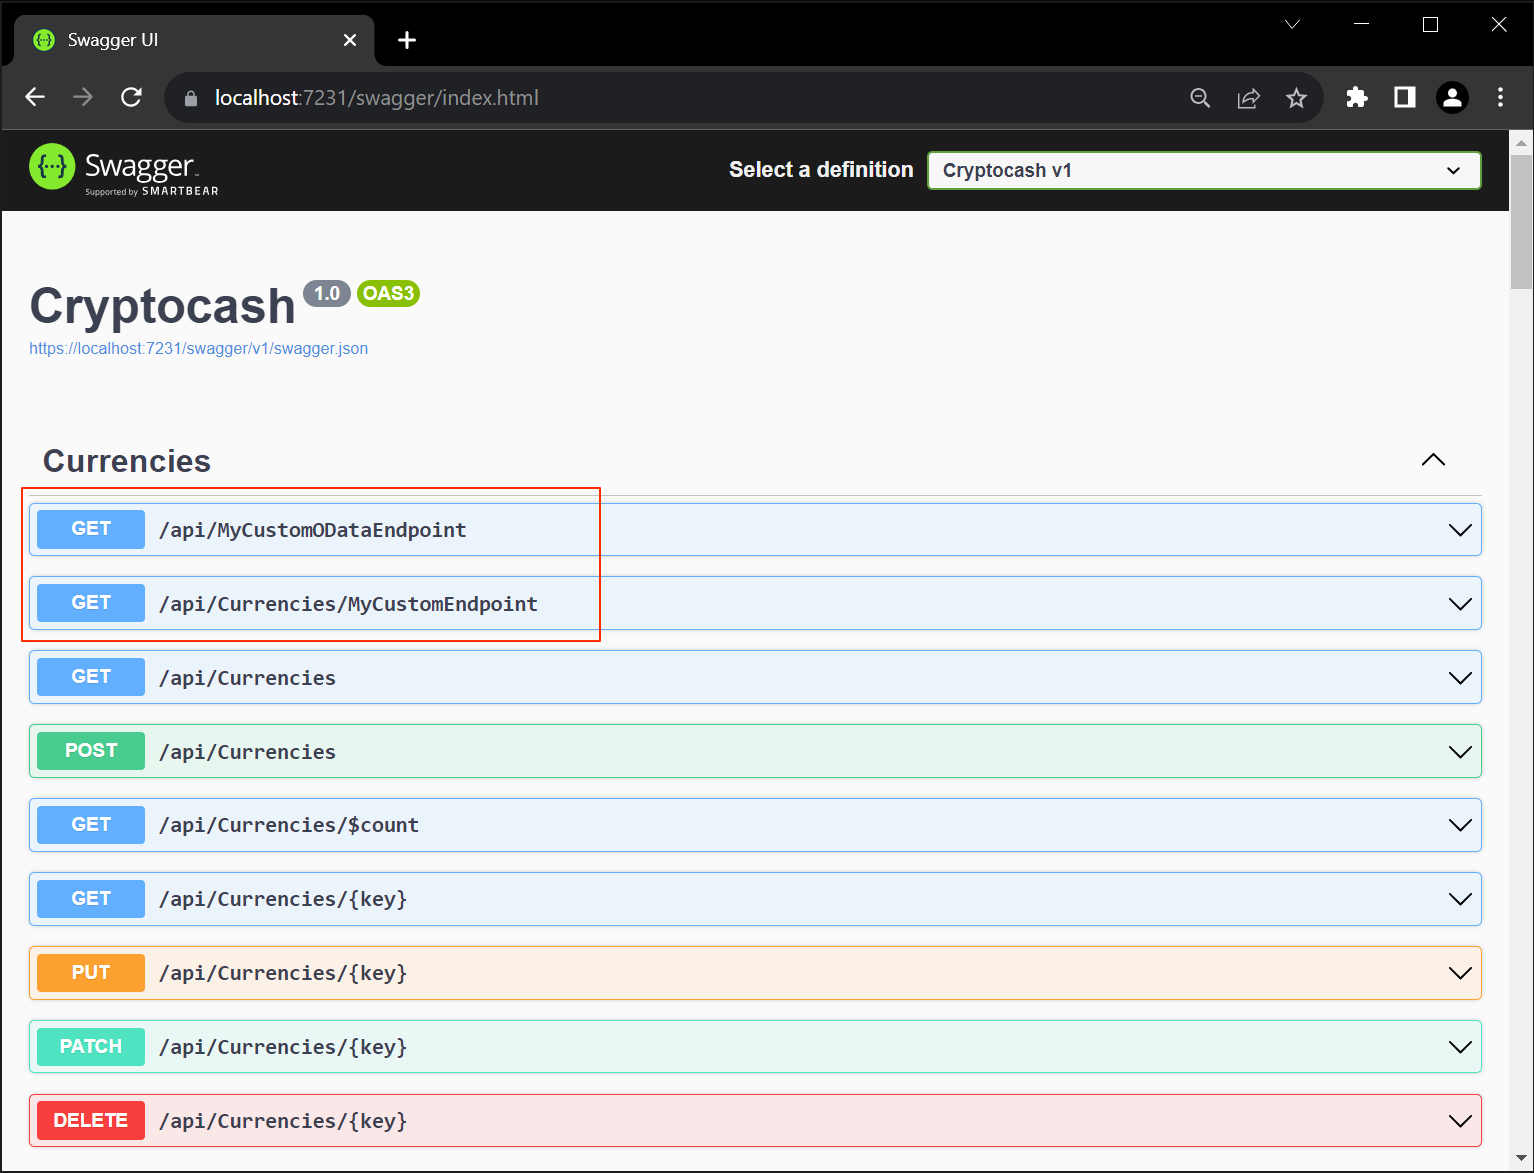 Swagger UI
localhost:7231/swagger/index.html
Swagger
Supported by SMARTBEAR
Select a definition
Cryptocash v1
Cryptocash 1.0 OAS3
https://localhost:7231/swagger/v1/swagger.json
Currencies
GET /api/MyCustomODataEndpoint
GET /api/Currencies/MyCustomEndpoint
GET /api/Currencies
POST /api/Currencies
GET /api/Currencies/$count
GET /api/Currencies/{key}
PUT /api/Currencies/{key}
PATCH /api/Currencies/{key}
DELETE /api/Currencies/{key}